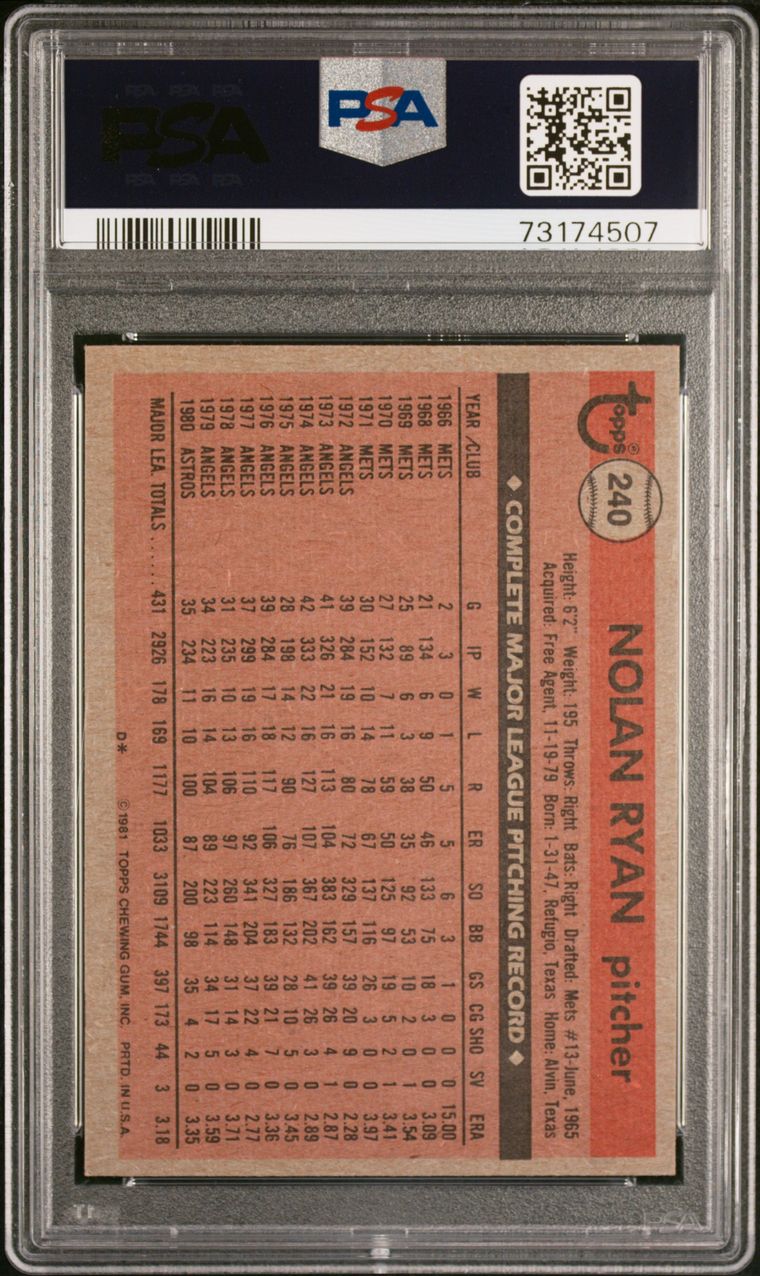 PSA PSA PSA
PSA
PSA PSA PSA
PSA
73174507
Topps®
240
NOLAN RYAN pitcher
Height: 6'2" Weight: 195 Throws: Right Bats: Right Drafted: Mets #13-June, 1965
Acquired: Free Agent, 11-19-79 Born: 1-31-47, Refugio, Texas Home: Alvin, Texas
◆ COMPLETE MAJOR LEAGUE PITCHING RECORD ◆
YEAR / CLUB G IP W L R ER SO BB GS CG SHO SV ERA
1966 METS 2 3 0 1 5 5 6 3 1 0 0 0 15.00
1968 METS 21 134 6 9 50 46 133 75 18 3 0 0 3.09
1969 METS 25 89 6 3 38 35 92 53 10 2 0 1 3.54
1970 METS 27 132 7 11 59 50 125 97 19 5 2 1 3.41
1971 METS 30 152 10 14 78 67 137 116 26 3 0 0 3.97
1972 ANGELS 39 284 19 16 80 72 329 157 39 20 9 0 2.28
1973 ANGELS 41 326 21 16 113 104 383 162 39 26 4 1 2.87
1974 ANGELS 42 333 22 16 127 107 367 202 41 26 3 0 2.89
1975 ANGELS 28 198 14 12 90 76 186 132 28 10 5 0 3.45
1976 ANGELS 39 284 17 18 117 106 327 183 39 21 7 0 3.36
1977 ANGELS 37 299 19 16 110 92 341 204 37 22 4 0 2.77
1978 ANGELS 31 235 10 13 106 97 260 148 31 14 3 0 3.71
1979 ANGELS 34 223 16 14 104 89 223 114 34 17 5 0 3.59
1980 ASTROS 35 234 11 10 100 87 200 98 35 4 2 0 3.35
MAJOR LEA. TOTALS ...... 431 2926 178 169 1177 1033 3109 1744 397 173 44 3 3.18
D* © 1981 TOPPS CHEWING GUM, INC. PRTD. IN U.S.A.
PSA